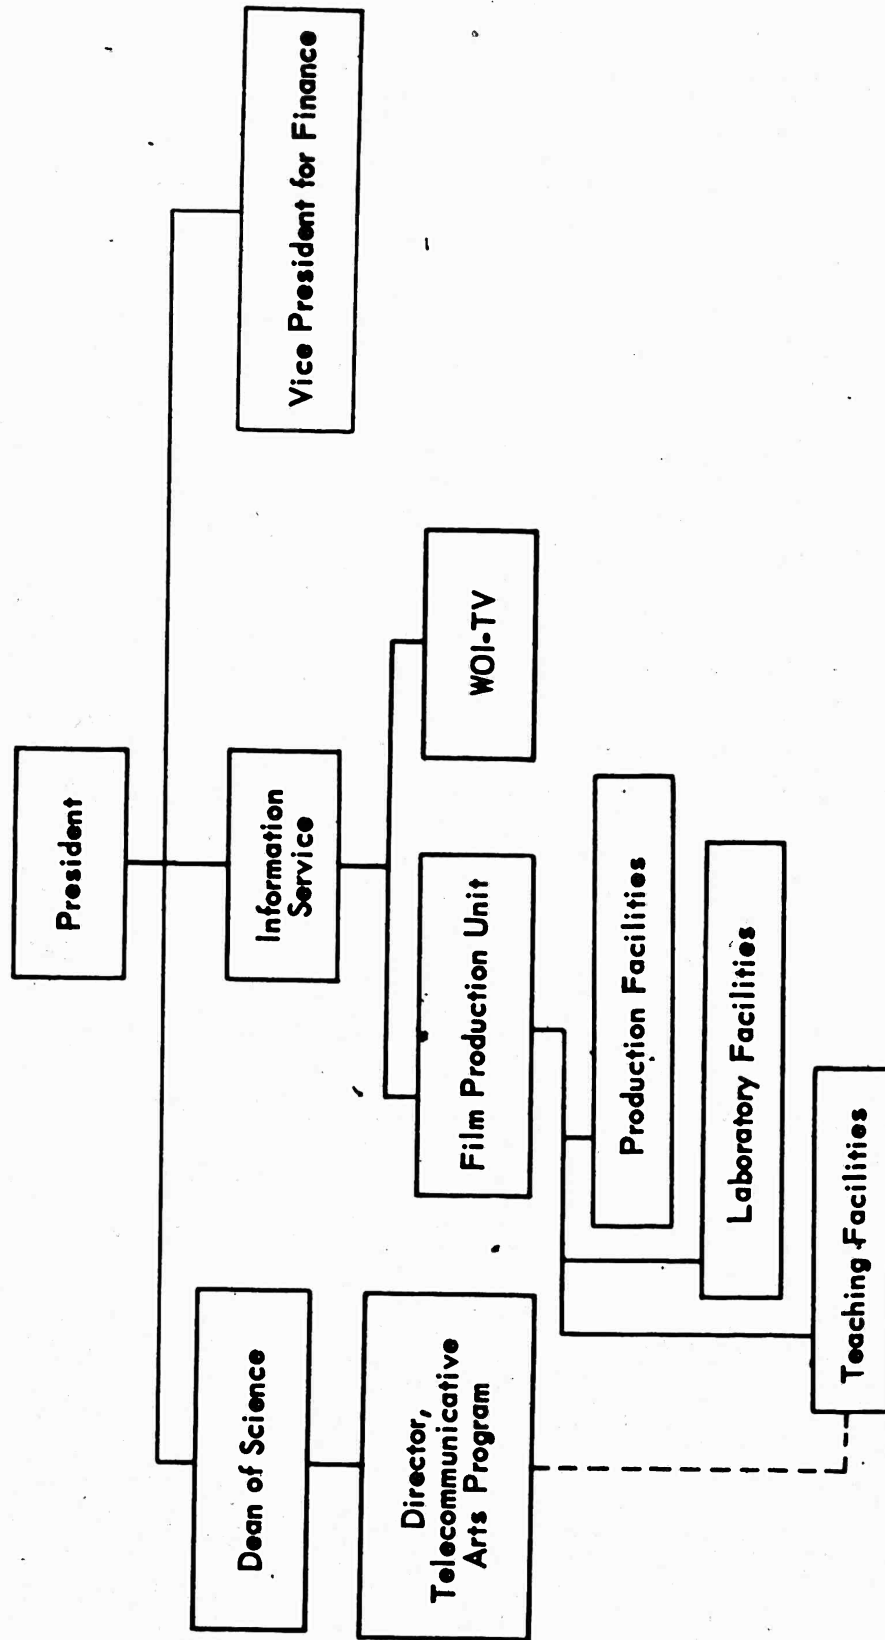 President
Dean of Science
Information
Service
Vice President for Finance
Director,
Telecommunicative
Arts Program
Film Production Unit
WOI-TV
Production Facilities
Laboratory Facilities
Teaching Facilities